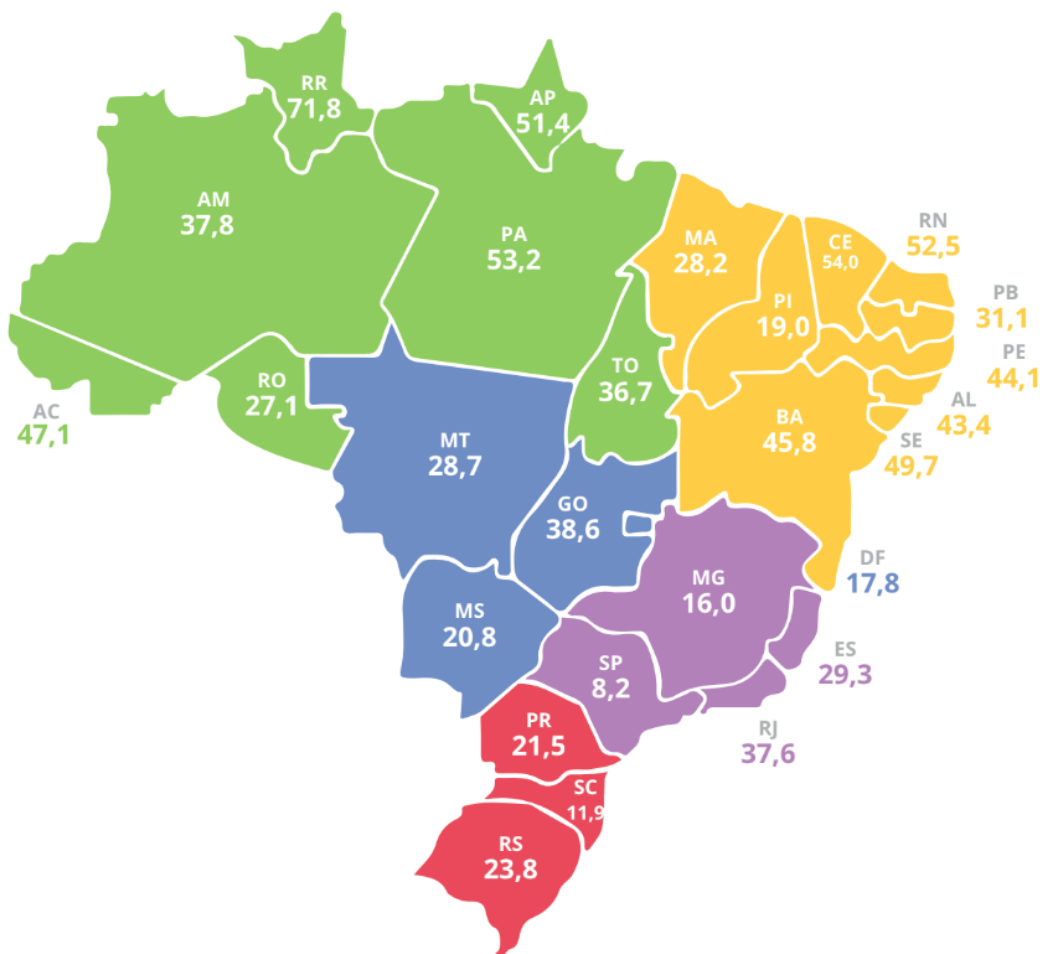 RR
71,8
AP
51,4
AM
37,8
PA
53,2
MA
28,2
CE
54,0
RN
52,5
PI
19,0
PB
31,1
PE
44,1
TO
36,7
RO
27,1
AC
47,1
AL
43,4
BA
45,8
SE
49,7
MT
28,7
GO
38,6
DF
17,8
MG
16,0
MS
20,8
ES
29,3
SP
8,2
RJ
37,6
PR
21,5
SC
11,9
RS
23,8